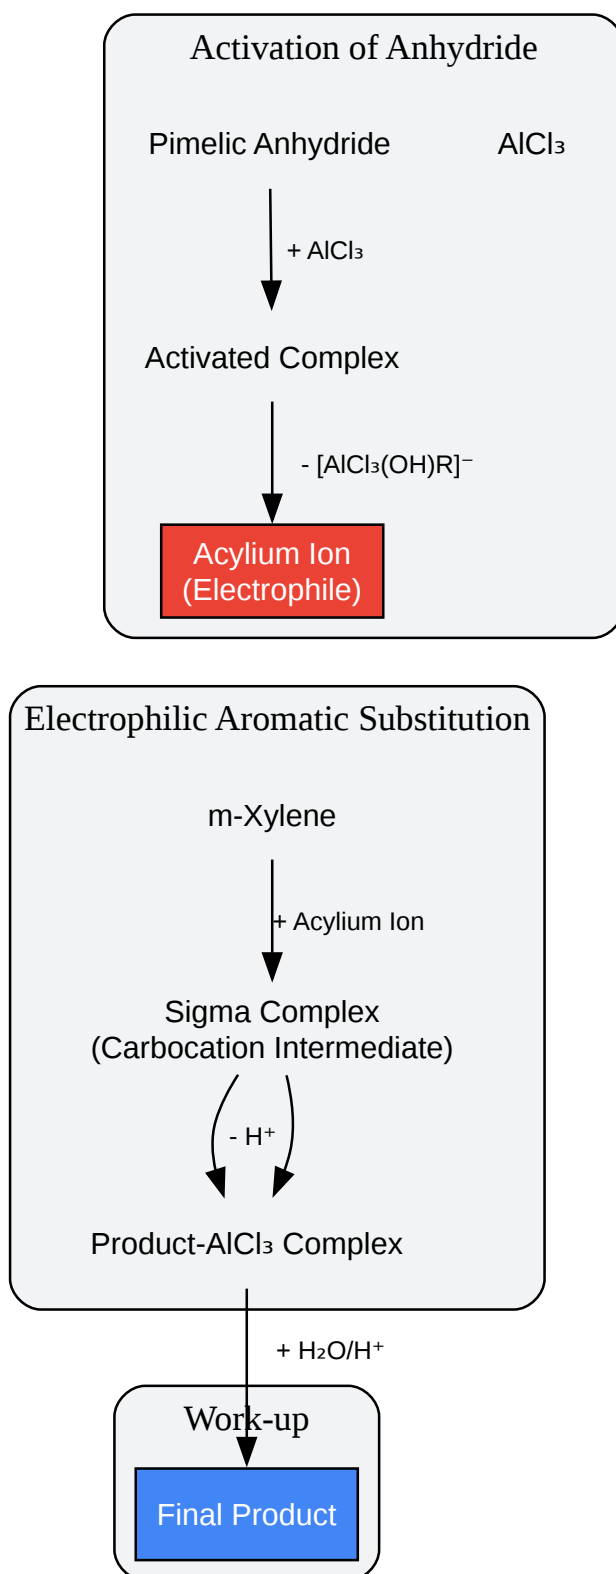 Activation of Anhydride
Pimelic Anhydride
AlCl₃
+ AlCl₃
Activated Complex
- [AlCl₃(OH)R]⁻
Acylium Ion
(Electrophile)
Electrophilic Aromatic Substitution
m-Xylene
+ Acylium Ion
Sigma Complex
(Carbocation Intermediate)
- H⁺
Product-AlCl₃ Complex
+ H₂O/H⁺
Work-up
Final Product